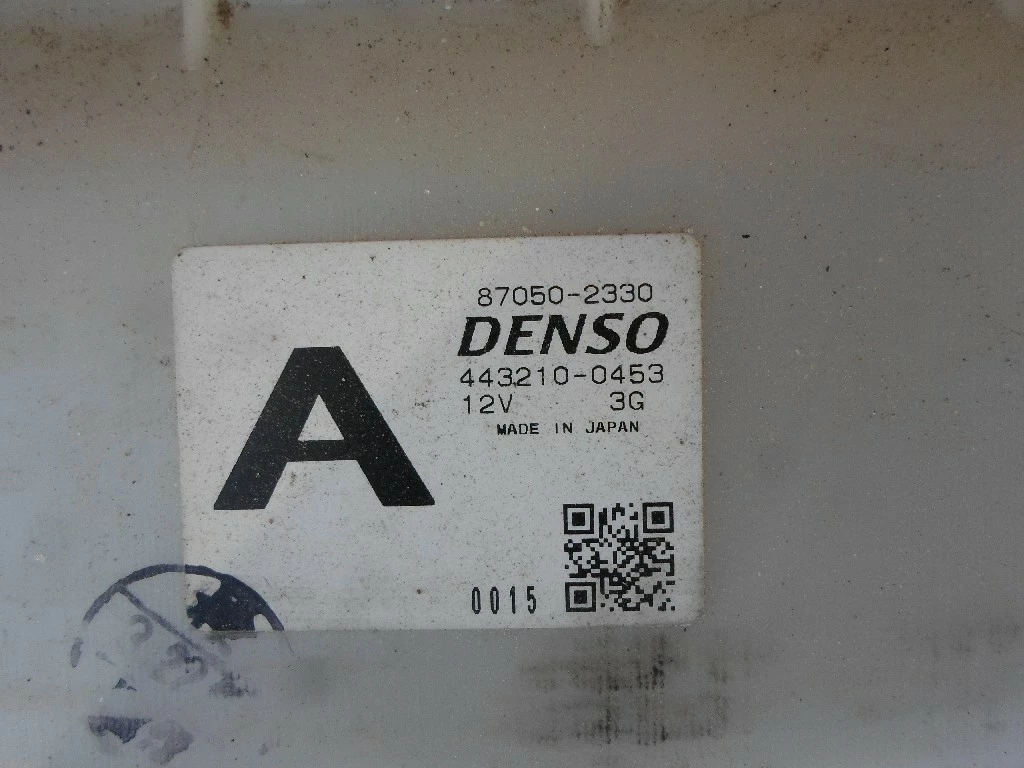 87050-2330
DENSO
443210-0453
12V 3G
MADE IN JAPAN
A
0015